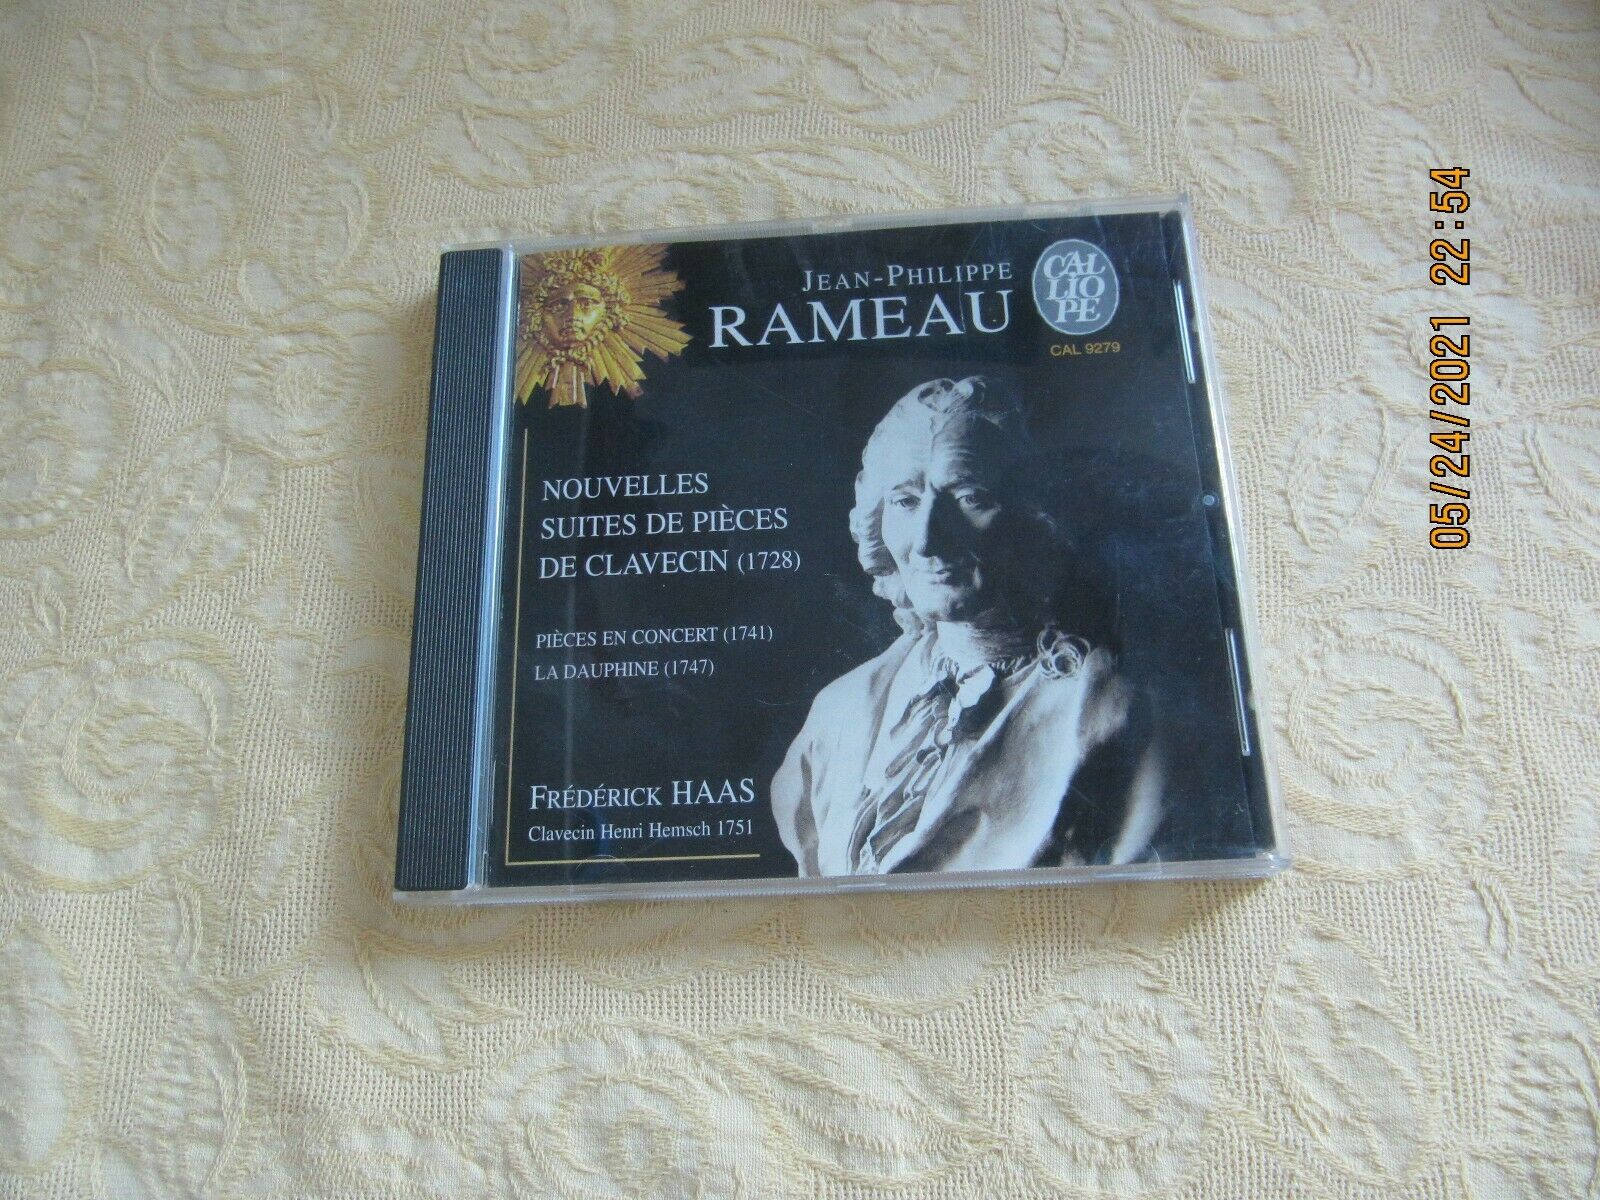 JEAN-PHILIPPE
RAMEAU
CAL
LIO
PE
CAL 9279
NOUVELLES
SUITES DE PIÈCES
DE CLAVECIN (1728)
PIÈCES EN CONCERT (1741)
LA DAUPHINE (1747)
FRÉDÉRICK HAAS
Clavecin Henri Hemsch 1751
05/24/2021 22:54